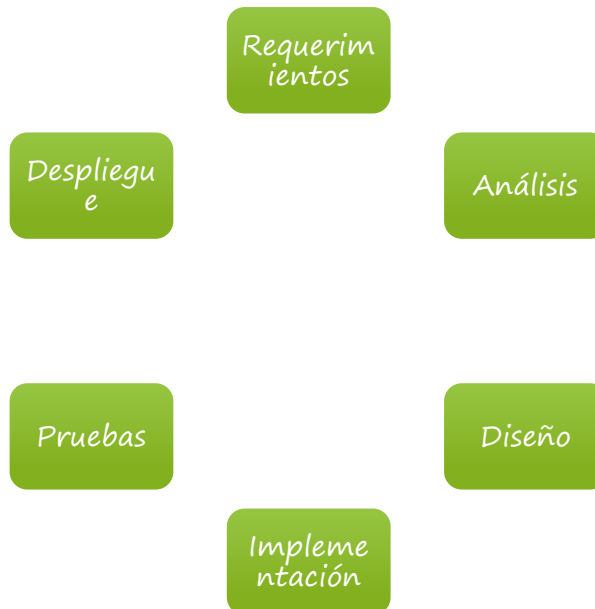 Requerim
ientos
Análisis
Diseño
Impleme
ntación
Pruebas
Despliegu
e